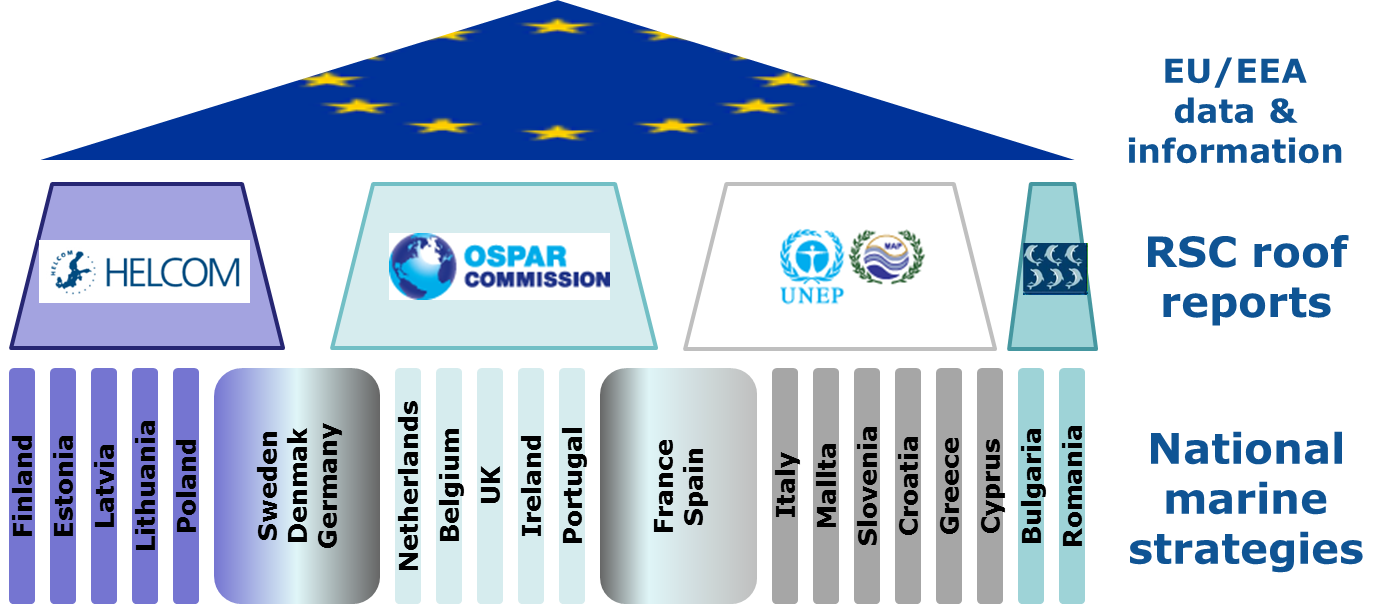 EU/EEA
data &
information
HELCOM
HELCOM
OSPAR
COMMISSION
UNEP
MAP
RSC roof
reports
Finland
Estonia
Latvia
Lithuania
Poland
Sweden
Denmak
Germany
Netherlands
Belgium
UK
Ireland
Portugal
France
Spain
Italy
Mallta
Slovenia
Croatia
Greece
Cyprus
Bulgaria
Romania
National
marine
strategies